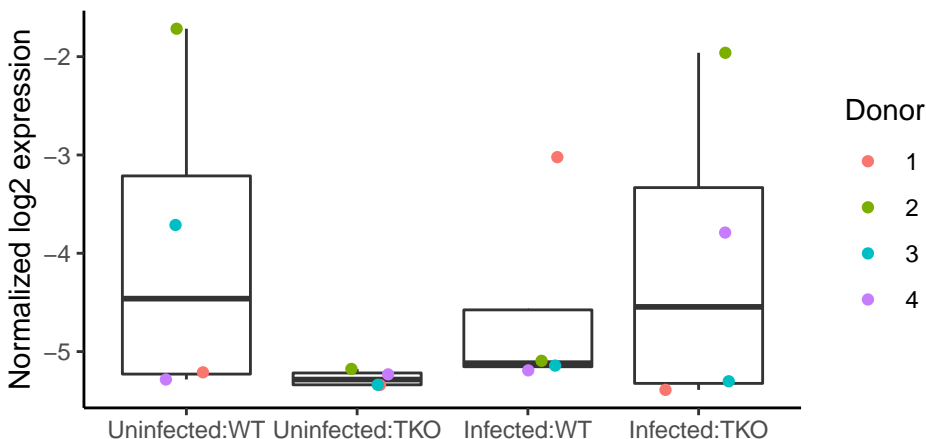 Normalized log2 expression
−2
−3
−4
−5
Uninfected:WT Uninfected:TKO Infected:WT Infected:TKO
Donor
1
2
3
4